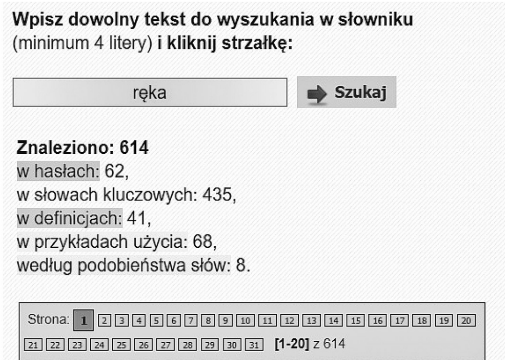 Wpisz dowolny tekst do wyszukania w słowniku
(minimum 4 litery) i kliknij strzałkę:
ręka Szukaj
Znaleziono: 614
w hasłach: 62,
w słowach kluczowych: 435,
w definicjach: 41,
w przykładach użycia: 68,
według podobieństwa słów: 8.
Strona: 1 2 3 4 5 6 7 8 9 10 11 12 13 14 15 16 17 18 19 20
21 22 23 24 25 26 27 28 29 30 31 [1-20] z 614